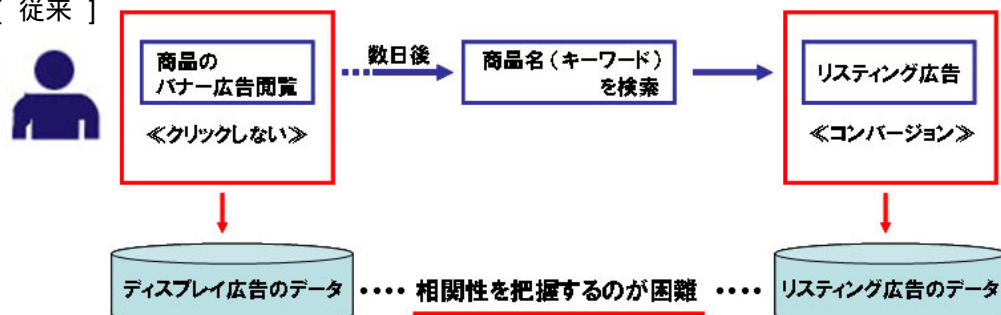 [ 従来 ]
商品の
バナー広告閲覧
≪クリックしない≫
数日後
商品名(キーワード)
を検索
リスティング広告
≪コンバージョン≫
ディスプレイ広告のデータ
‥‥ 相関性を把握するのが困難 ‥‥
リスティング広告のデータ